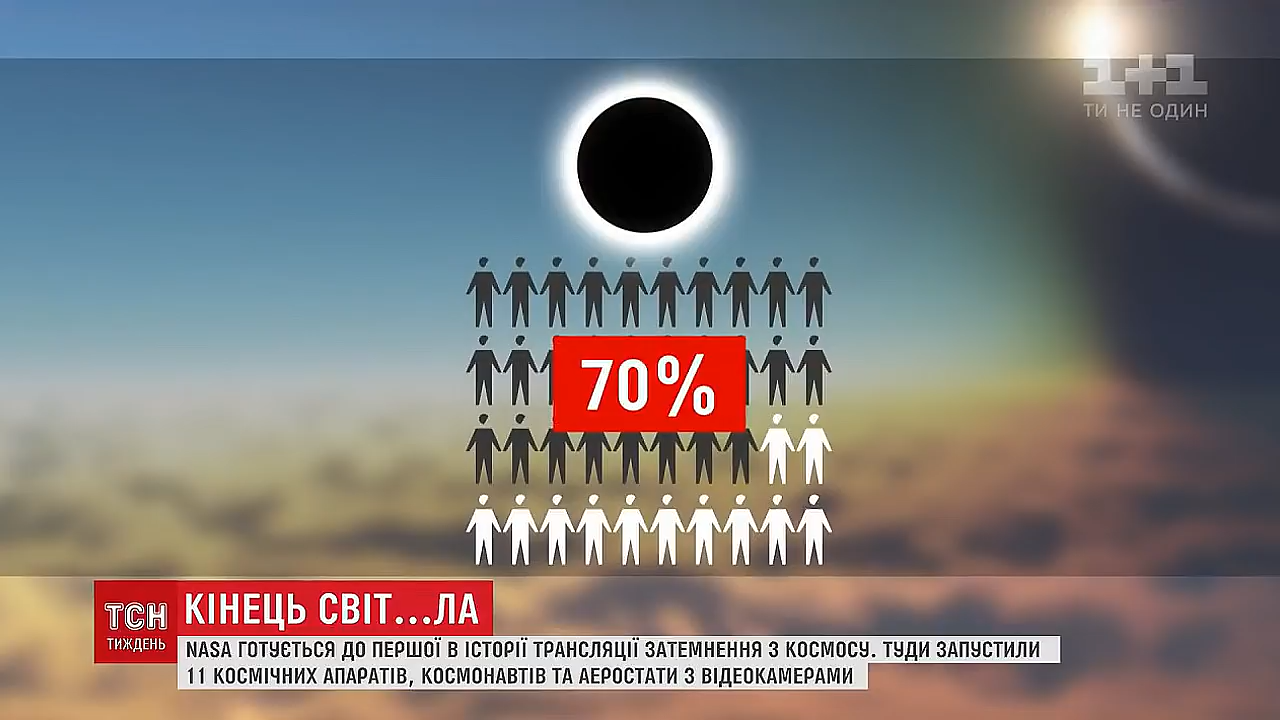 1+1
ТИ НЕ ОДИН
70%
ТСН
ТИЖДЕНЬ
КІНЕЦЬ СВІТ...ЛА
NASA ГОТУЄТЬСЯ ДО ПЕРШОЇ В ІСТОРІЇ ТРАНСЛЯЦІЇ ЗАТЕМНЕННЯ З КОСМОСУ. ТУДИ ЗАПУСТИЛИ
11 КОСМІЧНИХ АПАРАТІВ, КОСМОНАВТІВ ТА АЕРОСТАТИ З ВІДЕОКАМЕРАМИ